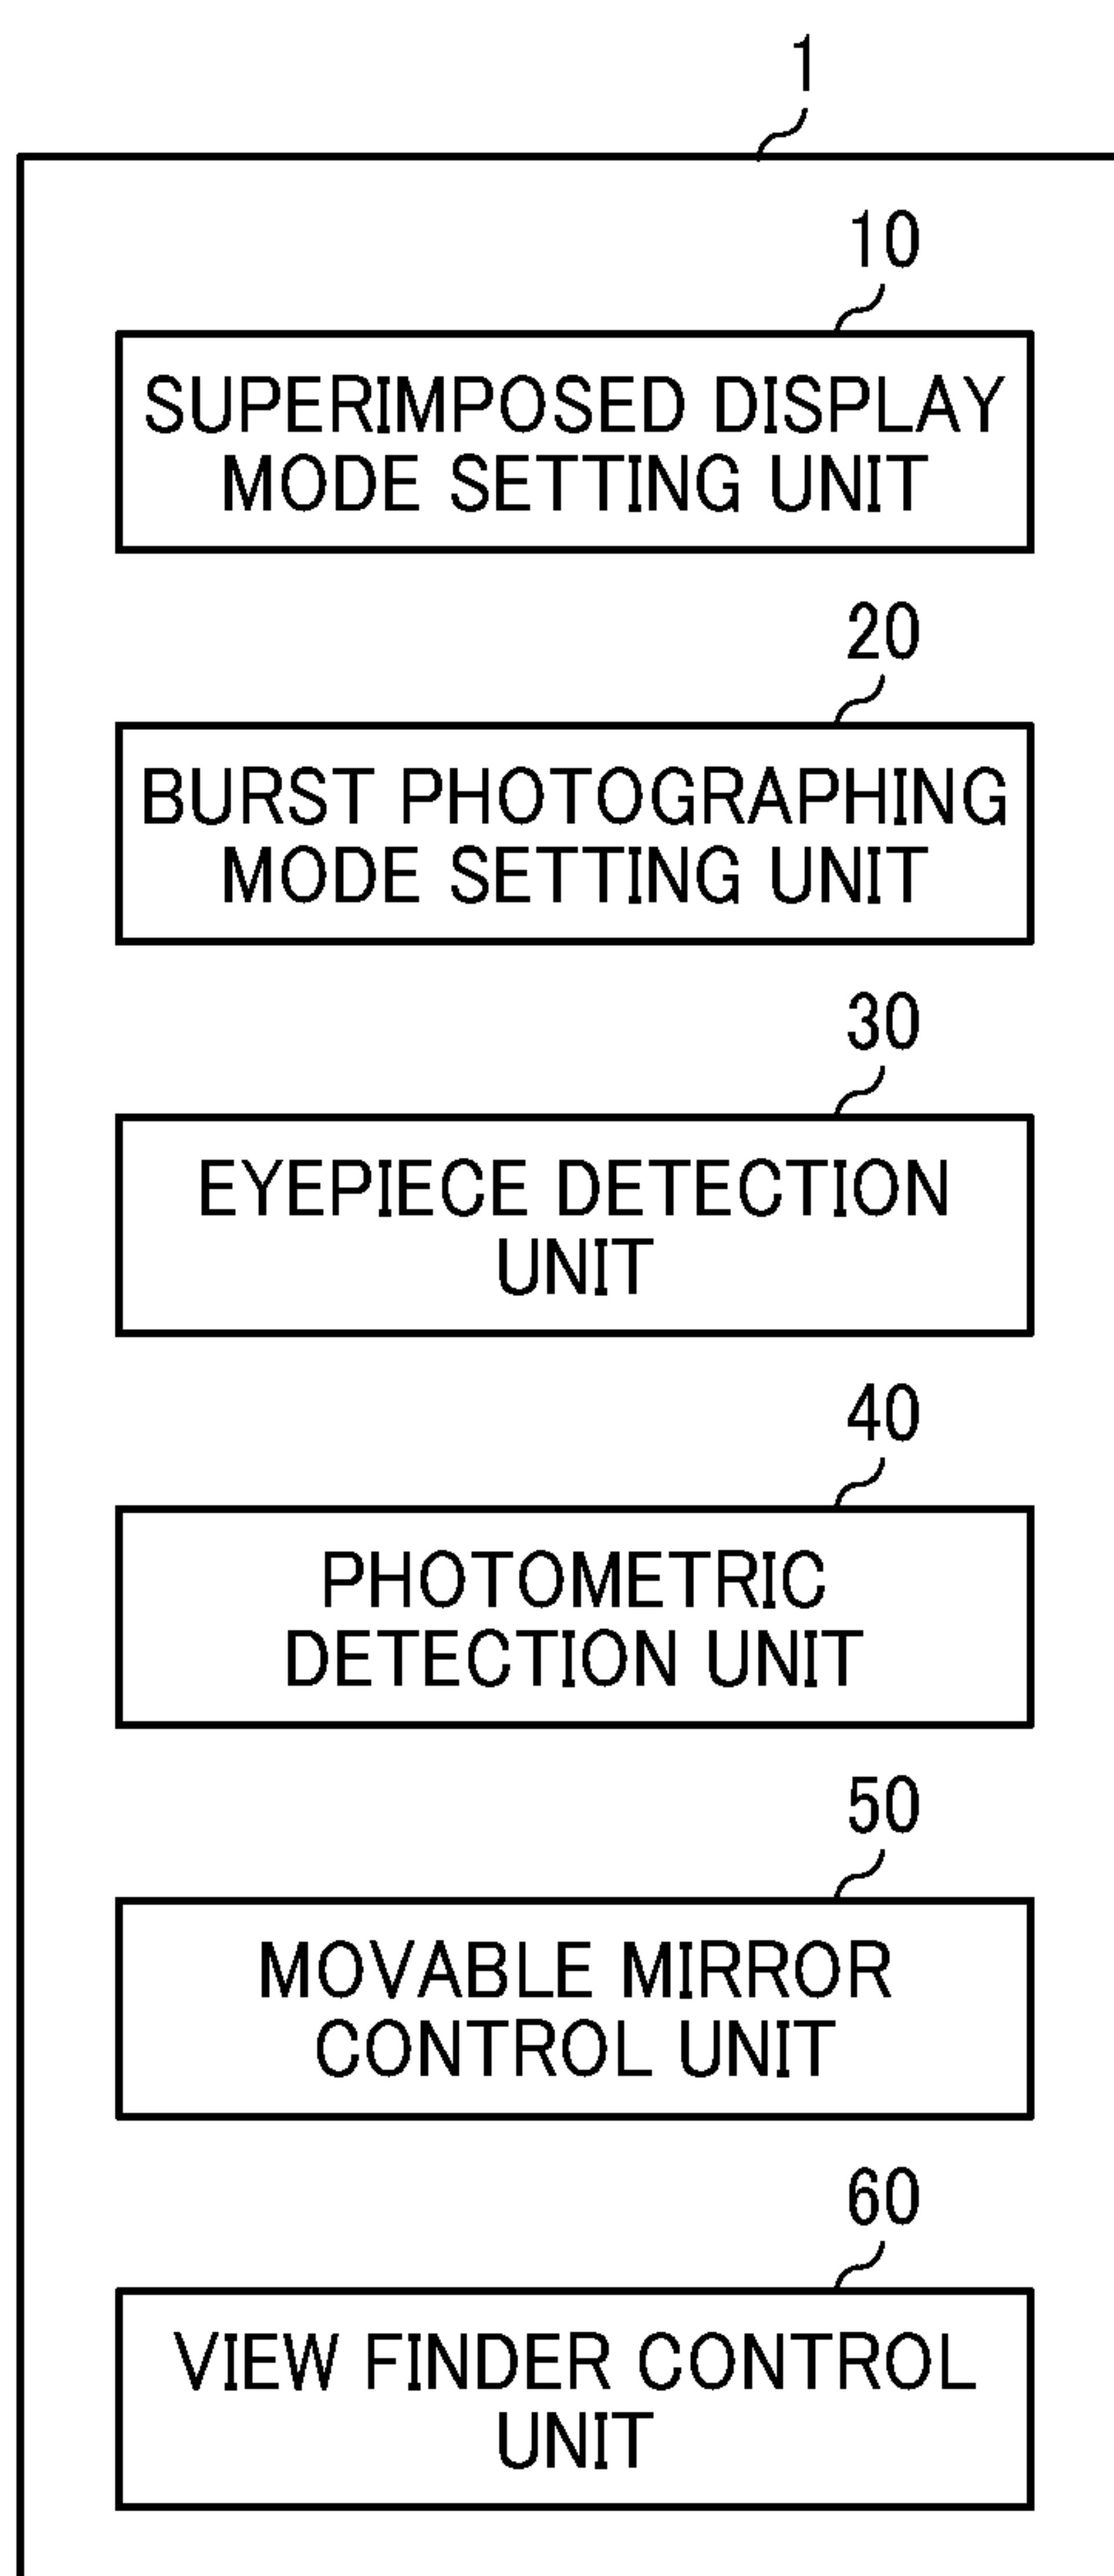 1
10
SUPERIMPOSED DISPLAY
MODE SETTING UNIT
20
BURST PHOTOGRAPHING
MODE SETTING UNIT
30
EYEPIECE DETECTION
UNIT
40
PHOTOMETRIC
DETECTION UNIT
50
MOVABLE MIRROR
CONTROL UNIT
60
VIEW FINDER CONTROL
UNIT